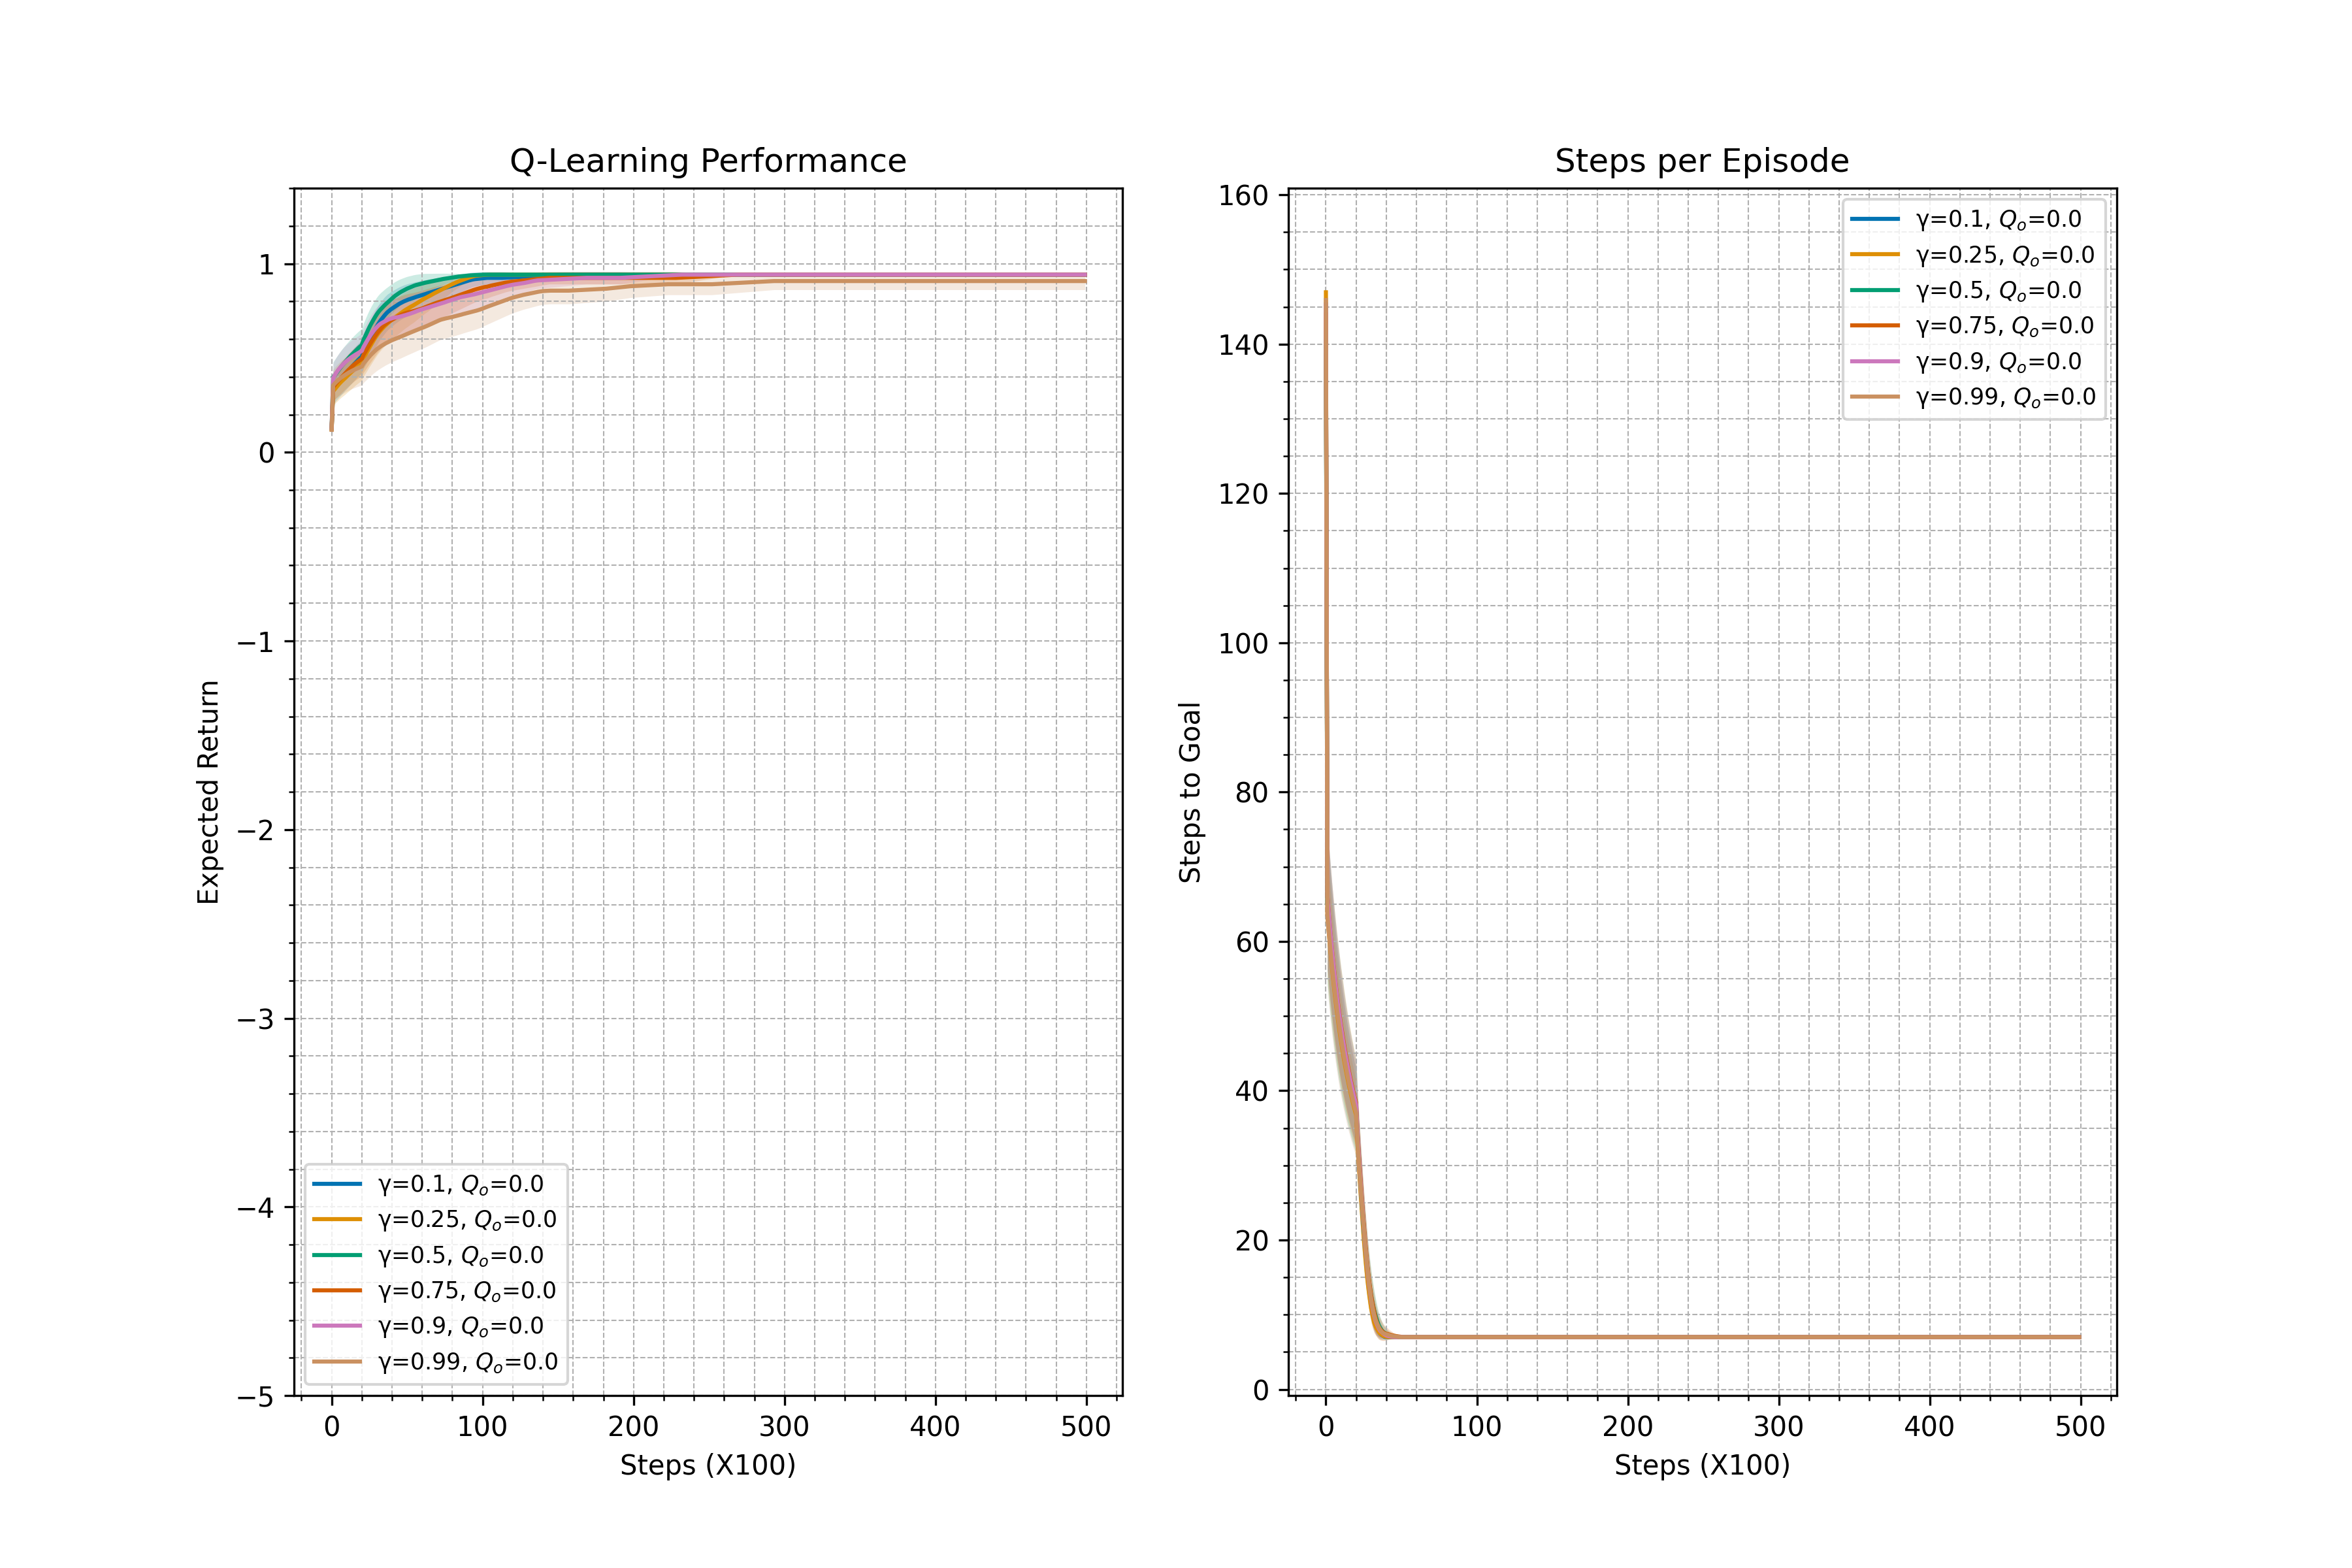 Q-Learning Performance
Expected Return
1
0
−1
−2
−3
−4
−5
0 100 200 300 400 500
Steps (X100)
γ=0.1, Qₒ=0.0
γ=0.25, Qₒ=0.0
γ=0.5, Qₒ=0.0
γ=0.75, Qₒ=0.0
γ=0.9, Qₒ=0.0
γ=0.99, Qₒ=0.0
Steps per Episode
Steps to Goal
160
140
120
100
80
60
40
20
0
0 100 200 300 400 500
Steps (X100)
γ=0.1, Qₒ=0.0
γ=0.25, Qₒ=0.0
γ=0.5, Qₒ=0.0
γ=0.75, Qₒ=0.0
γ=0.9, Qₒ=0.0
γ=0.99, Qₒ=0.0